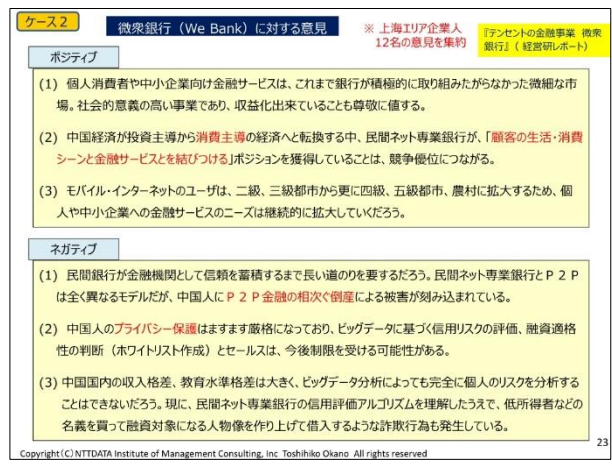 ケース2
微衆銀行（We Bank）に対する意見
※ 上海エリア企業人
12名の意見を集約
『テンセントの金融事業 微衆
銀行』（ 経営研レポート）
ポジティブ
(1) 個人消費者や中小企業向け金融サービスは、これまで銀行が積極的に取り組みたがらなかった微細な市
場。社会的意義の高い事業であり、収益化出来ていることも尊敬に値する。
(2) 中国経済が投資主導から消費主導の経済へと転換する中、民間ネット専業銀行が、「顧客の生活・消費
シーンと金融サービスとを結びつける」ポジションを獲得していることは、競争優位につながる。
(3) モバイル・インターネットのユーザは、二級、三級都市から更に四級、五級都市、農村に拡大するため、個
人や中小企業への金融サービスのニーズは継続的に拡大していくだろう。
ネガティブ
(1) 民間銀行が金融機関として信頼を蓄積するまで長い道のりを要するだろう。民間ネット専業銀行とP２P
は全く異なるモデルだが、中国人にP２P金融の相次ぐ倒産による被害が刻み込まれている。
(2) 中国人のプライバシー保護はますます厳格になっており、ビッグデータに基づく信用リスクの評価、融資適格
性の判断（ホワイトリスト作成）とセールスは、今後制限を受ける可能性がある。
(3) 中国国内の収入格差、教育水準格差は大きく、ビッグデータ分析によっても完全に個人のリスクを分析する
ことはできないだろう。現に、民間ネット専業銀行の信用評価アルゴリズムを理解したうえで、低所得者などの
名義を買って融資対象になる人物像を作り上げて借入するような詐欺行為も発生している。
23
Copyright(C) NTTDATA Institute of Management Consulting, Inc Toshihiko Okano All rights reserved